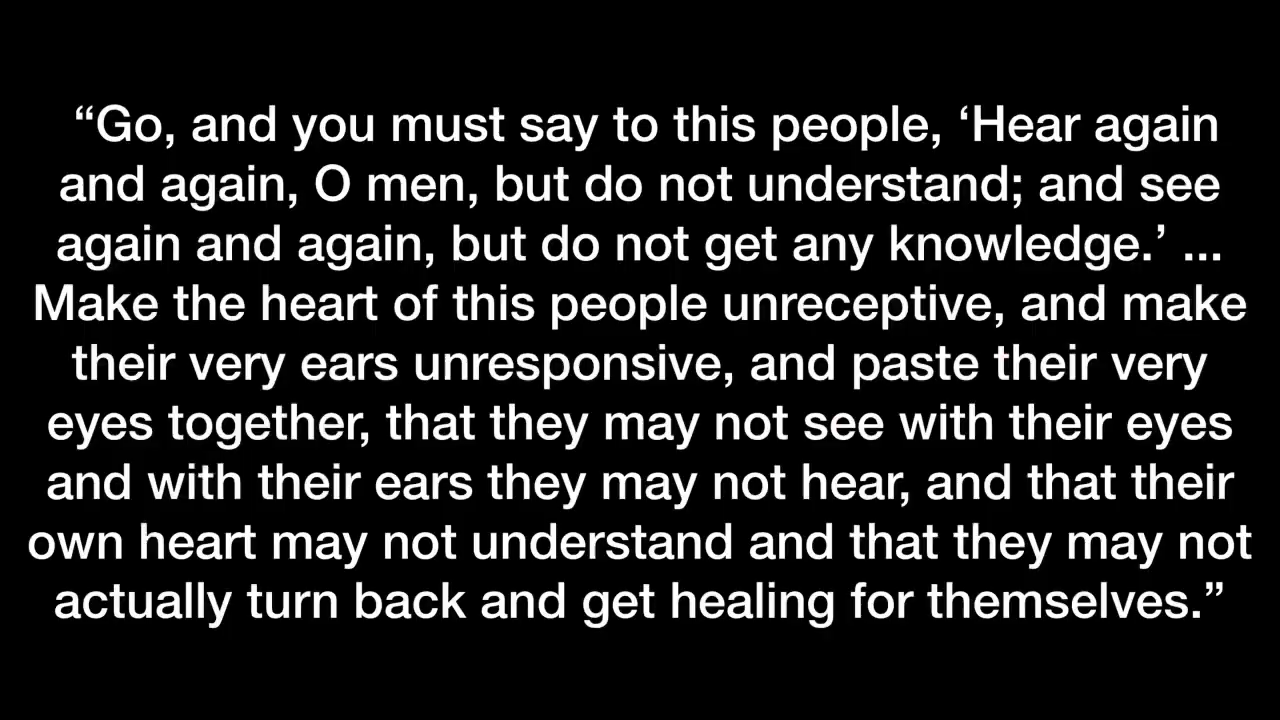 “Go, and you must say to this people, ‘Hear again
and again, O men, but do not understand; and see
again and again, but do not get any knowledge.’ ...
Make the heart of this people unreceptive, and make
their very ears unresponsive, and paste their very
eyes together, that they may not see with their eyes
and with their ears they may not hear, and that their
own heart may not understand and that they may not
actually turn back and get healing for themselves.”